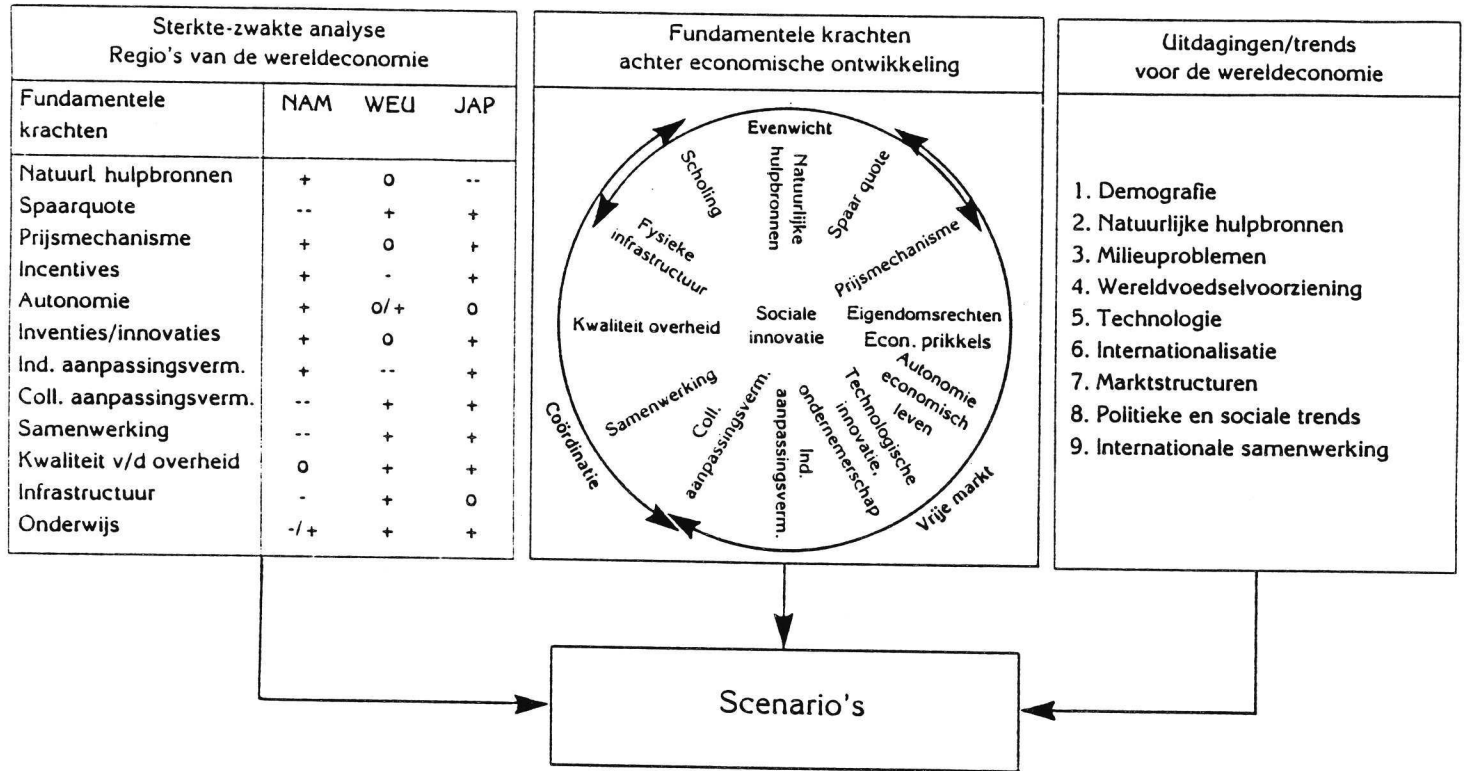 Sterkte-zwakte analyse
Regio's van de wereldeconomie
Fundamentele krachten NAM WEU JAP
Natuurl. hulpbronnen + o --
Spaarquote -- + +
Prijsmechanisme + o +
Incentives + - +
Autonomie + o/+ o
Inventies/innovaties + o +
Ind. aanpassingsverm. + -- +
Coll. aanpassingsverm. -- + +
Samenwerking -- + +
Kwaliteit v/d overheid o + +
Infrastructuur - + o
Onderwijs -/+ + +
Fundamentele krachten
achter economische ontwikkeling
Evenwicht
Scholing
Natuurlijke
hulpbronnen
Spaar quote
Fysieke
infrastructuur
Prijsmechanisme
Kwaliteit overheid
Sociale
innovatie
Eigendomsrechten
Econ. prikkels
Autonomie
economisch
leven
Samenwerking
Coll.
aanpassingsverm.
Ind.
aanpassingsverm.
Technologische
innovatie,
ondernemerschap
Coördinatie
Vrije markt
Uitdagingen/trends
voor de wereldeconomie
1. Demografie
2. Natuurlijke hulpbronnen
3. Milieuproblemen
4. Wereldvoedselvoorziening
5. Technologie
6. Internationalisatie
7. Marktstructuren
8. Politieke en sociale trends
9. Internationale samenwerking
Scenario's